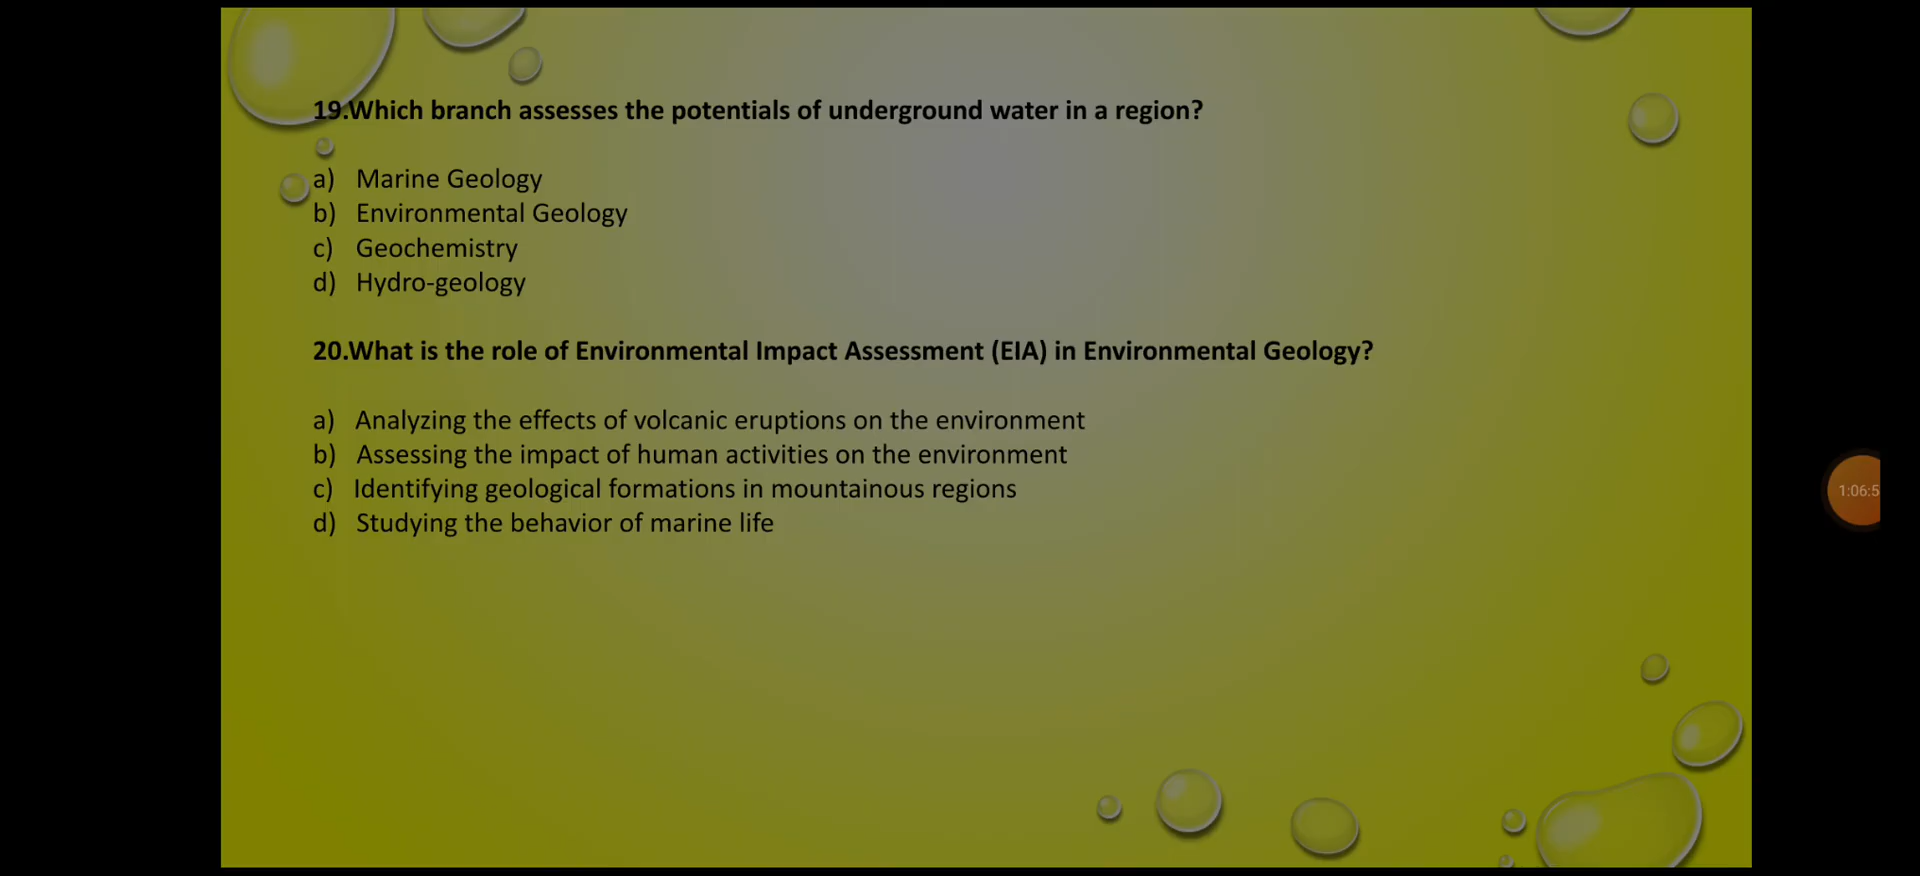 19.Which branch assesses the potentials of underground water in a region?
a) Marine Geology
b) Environmental Geology
c) Geochemistry
d) Hydro-geology
20.What is the role of Environmental Impact Assessment (EIA) in Environmental Geology?
a) Analyzing the effects of volcanic eruptions on the environment
b) Assessing the impact of human activities on the environment
c) Identifying geological formations in mountainous regions
d) Studying the behavior of marine life
1:06:5